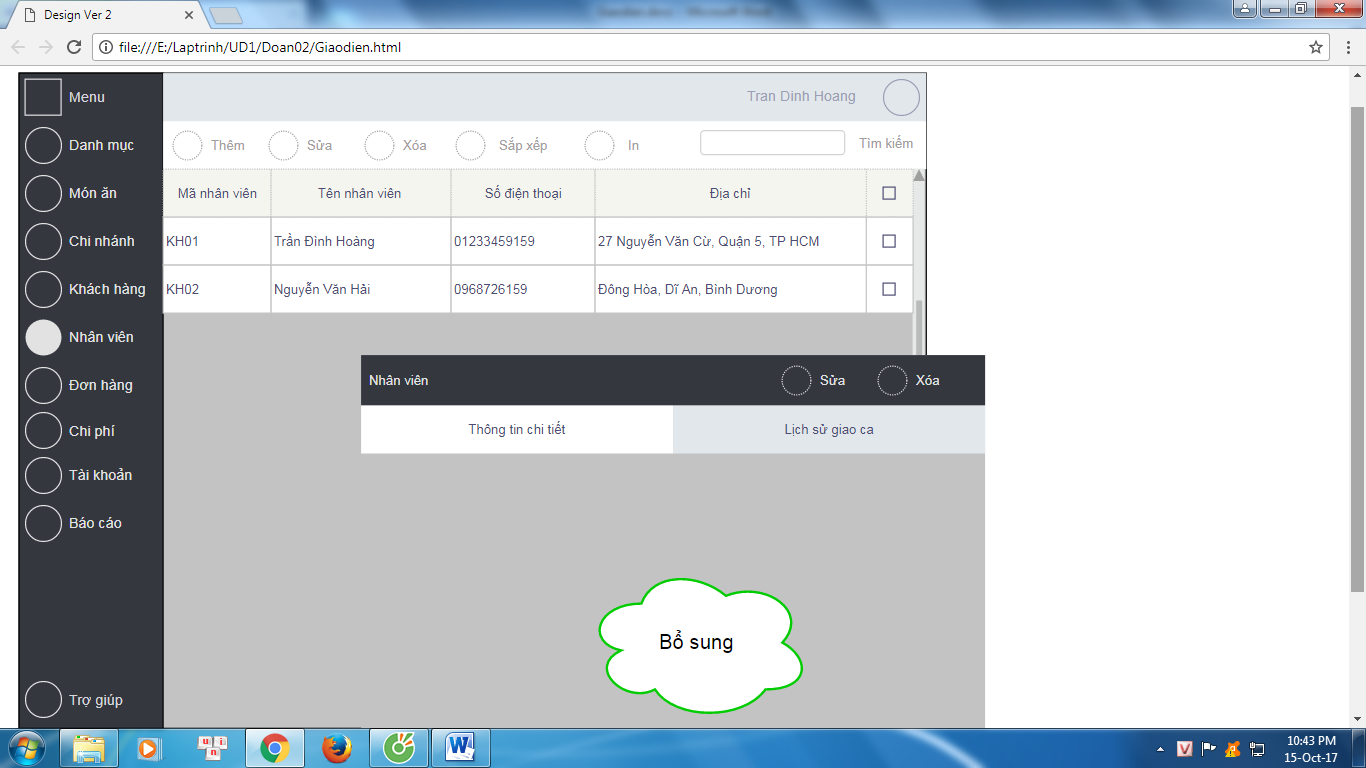 Design Ver 2
file:///E:/Laptrinh/UD1/Doan02/Giaodien.html
Menu
Tran Dinh Hoang
Danh mục
Thêm Sửa Xóa Sắp xếp In Tìm kiếm
Món ăn
Mã nhân viên Tên nhân viên Số điện thoại Địa chỉ
Chi nhánh
KH01 Trần Đình Hoàng 01233459159 27 Nguyễn Văn Cừ, Quận 5, TP HCM
Khách hàng
KH02 Nguyễn Văn Hải 0968726159 Đông Hòa, Dĩ An, Bình Dương
Nhân viên
Đơn hàng
Nhân viên Sửa Xóa
Chi phí
Thông tin chi tiết Lịch sử giao ca
Tài khoản
Báo cáo
Bổ sung
Trợ giúp
10:43 PM
15-Oct-17